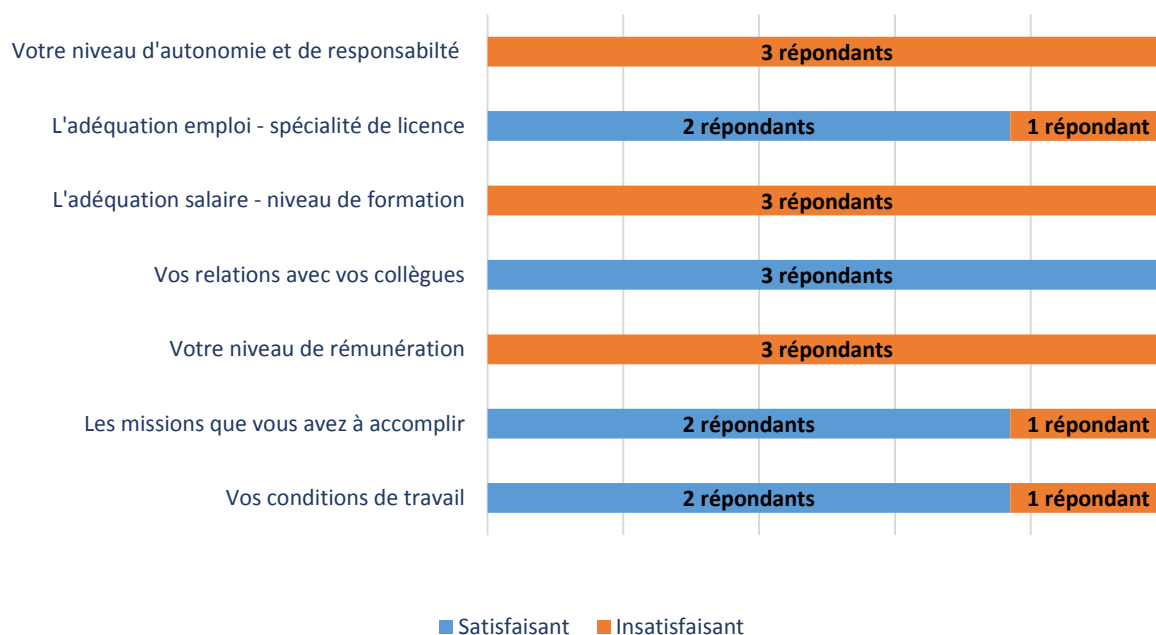 Votre niveau d'autonomie et de responsabilté
3 répondants
L'adéquation emploi - spécialité de licence
2 répondants
1 répondant
L'adéquation salaire - niveau de formation
3 répondants
Vos relations avec vos collègues
3 répondants
Votre niveau de rémunération
3 répondants
Les missions que vous avez à accomplir
2 répondants
1 répondant
Vos conditions de travail
2 répondants
1 répondant
Satisfaisant
Insatisfaisant